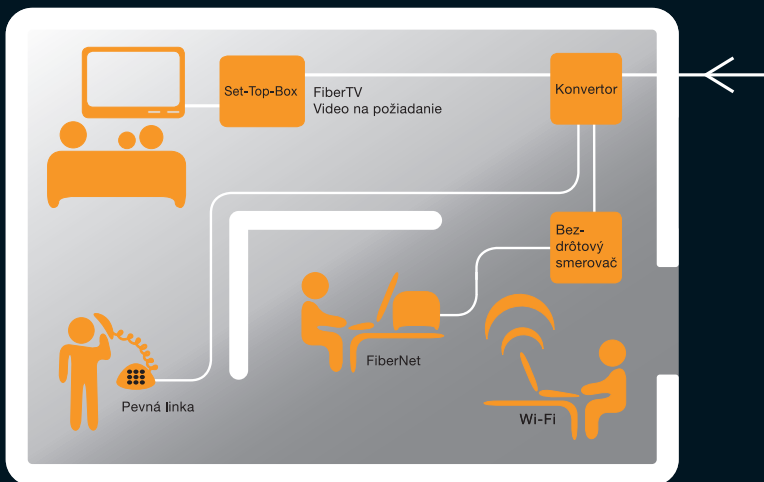 Set-Top-Box
FiberTV
Video na požiadanie
Konvertor
Bez-
drôtový
smerovač
FiberNet
Pevná linka
Wi-Fi